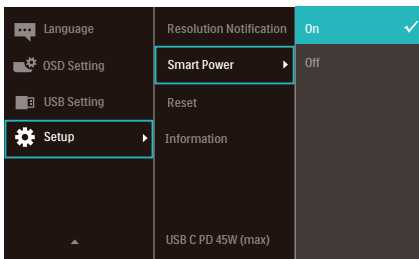 Language
OSD Setting
USB Setting
Setup
Resolution Notification
Smart Power
Reset
Information
USB C PD 45W (max)
On
Off